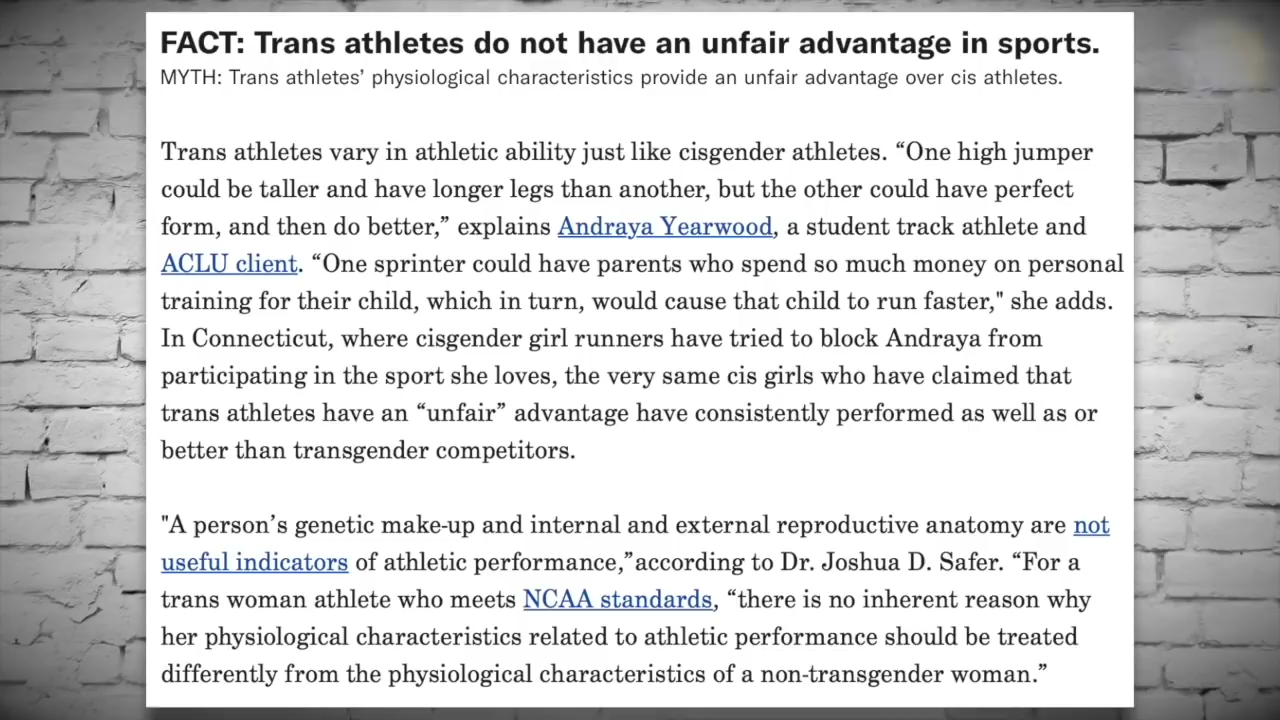 FACT: Trans athletes do not have an unfair advantage in sports.
MYTH: Trans athletes’ physiological characteristics provide an unfair advantage over cis athletes.
Trans athletes vary in athletic ability just like cisgender athletes. “One high jumper
could be taller and have longer legs than another, but the other could have perfect
form, and then do better,” explains Andraya Yearwood, a student track athlete and
ACLU client. “One sprinter could have parents who spend so much money on personal
training for their child, which in turn, would cause that child to run faster," she adds.
In Connecticut, where cisgender girl runners have tried to block Andraya from
participating in the sport she loves, the very same cis girls who have claimed that
trans athletes have an “unfair” advantage have consistently performed as well as or
better than transgender competitors.
"A person’s genetic make-up and internal and external reproductive anatomy are not
useful indicators of athletic performance,”according to Dr. Joshua D. Safer. “For a
trans woman athlete who meets NCAA standards, “there is no inherent reason why
her physiological characteristics related to athletic performance should be treated
differently from the physiological characteristics of a non-transgender woman.”